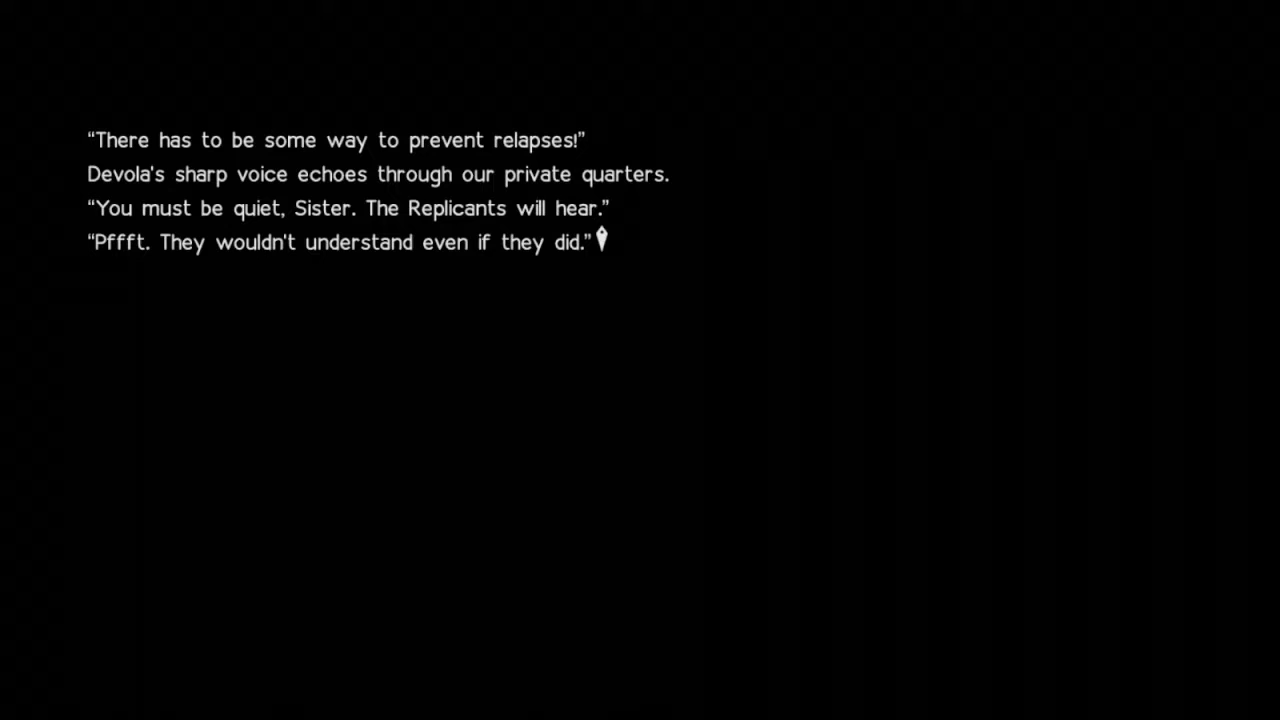 “There has to be some way to prevent relapses!”
Devola's sharp voice echoes through our private quarters.
“You must be quiet, Sister. The Replicants will hear.”
“Pffft. They wouldn't understand even if they did.”